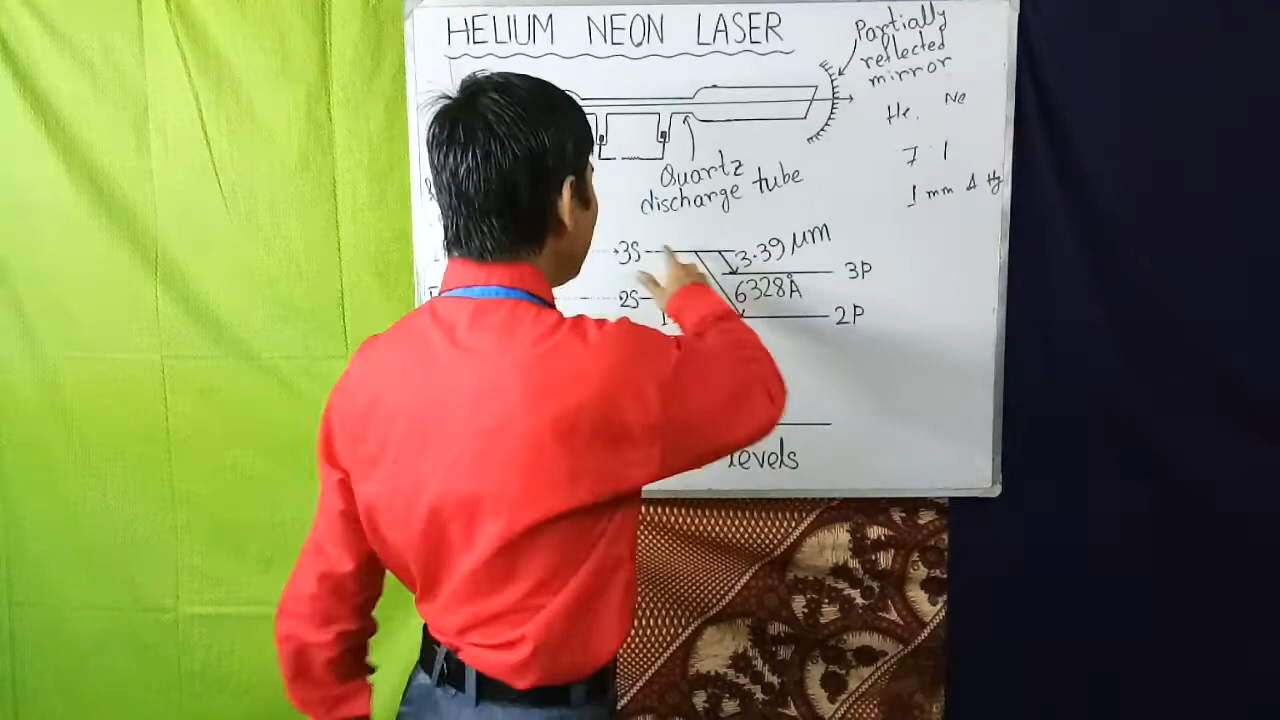 HELIUM NEON LASER
Partially
reflected
mirror
He. Ne
7 1
1 mm
Quartz
discharge tube
3S
3.39 μm
3P
6328Å
2S
2P
levels